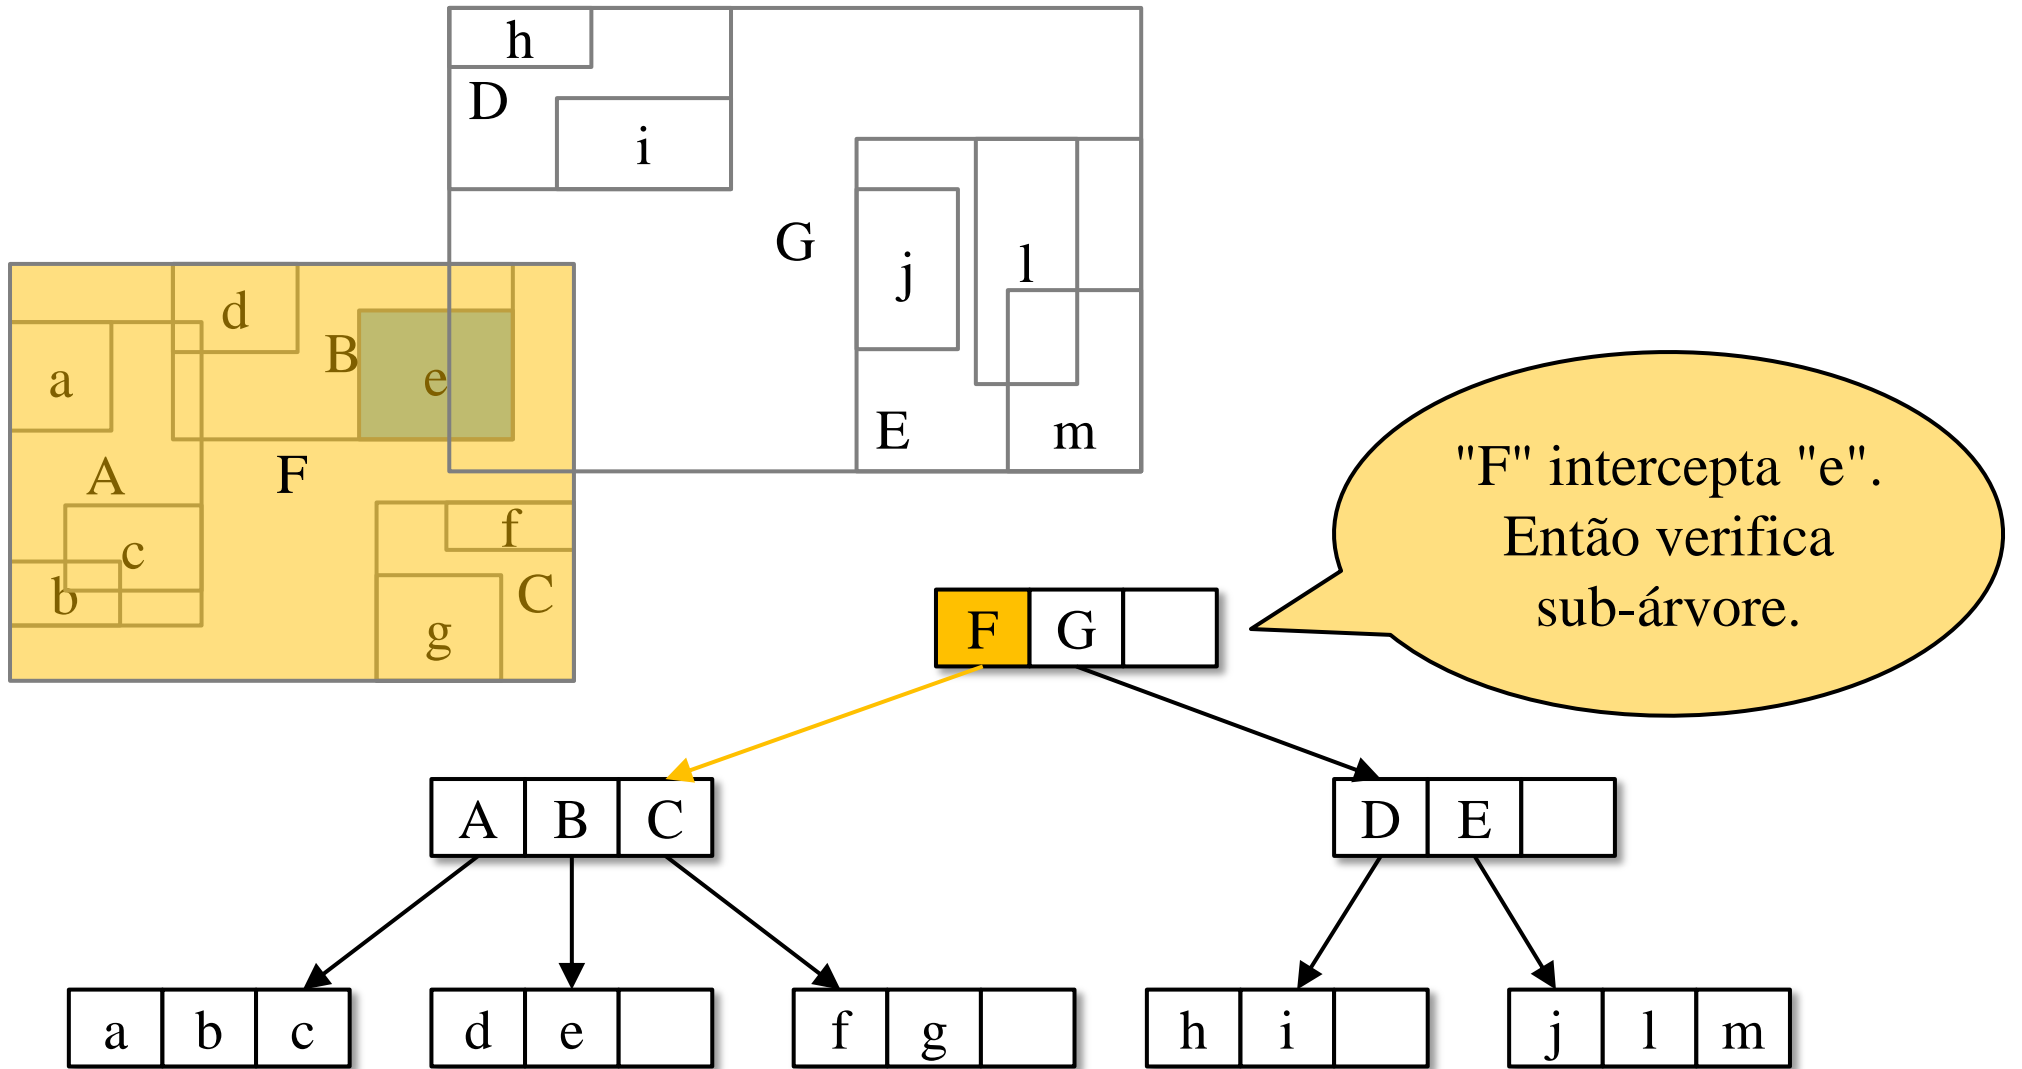 h
D
i
G
j
l
E
m
d
B
a
e
A
F
c
b
f
C
g
"F" intercepta "e".
Então verifica
sub-árvore.
F G
A B C
D E
a b c
d e
f g
h i
j l m